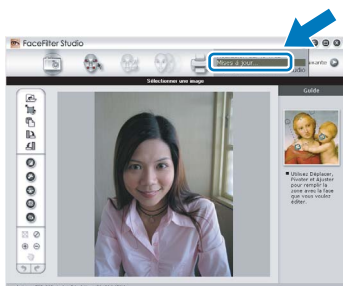 FaceFilter Studio
Mises à jour...
Sélectionner une image
Guide
Utilisez Déplacer,
Pivoter et Ajuster
pour remplir la
zone avec la face
que vous voulez
éditer.